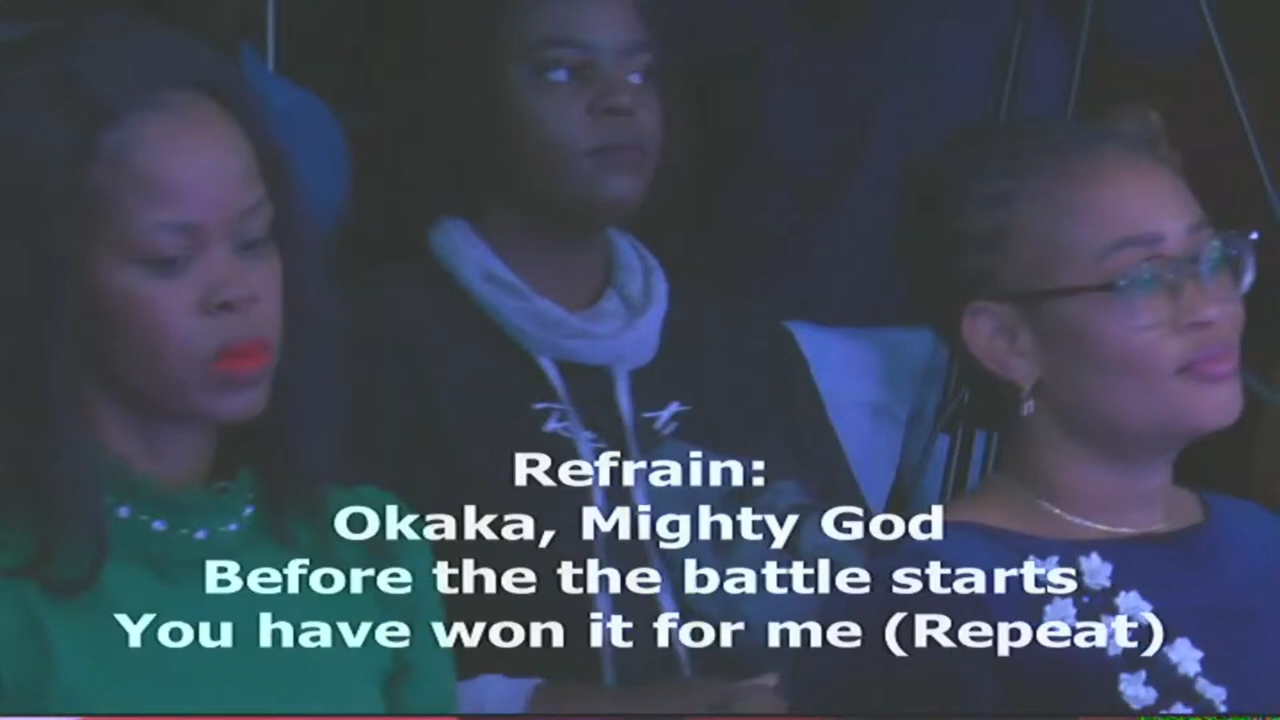 Refrain:
Okaka, Mighty God
Before the the battle starts
You have won it for me (Repeat)